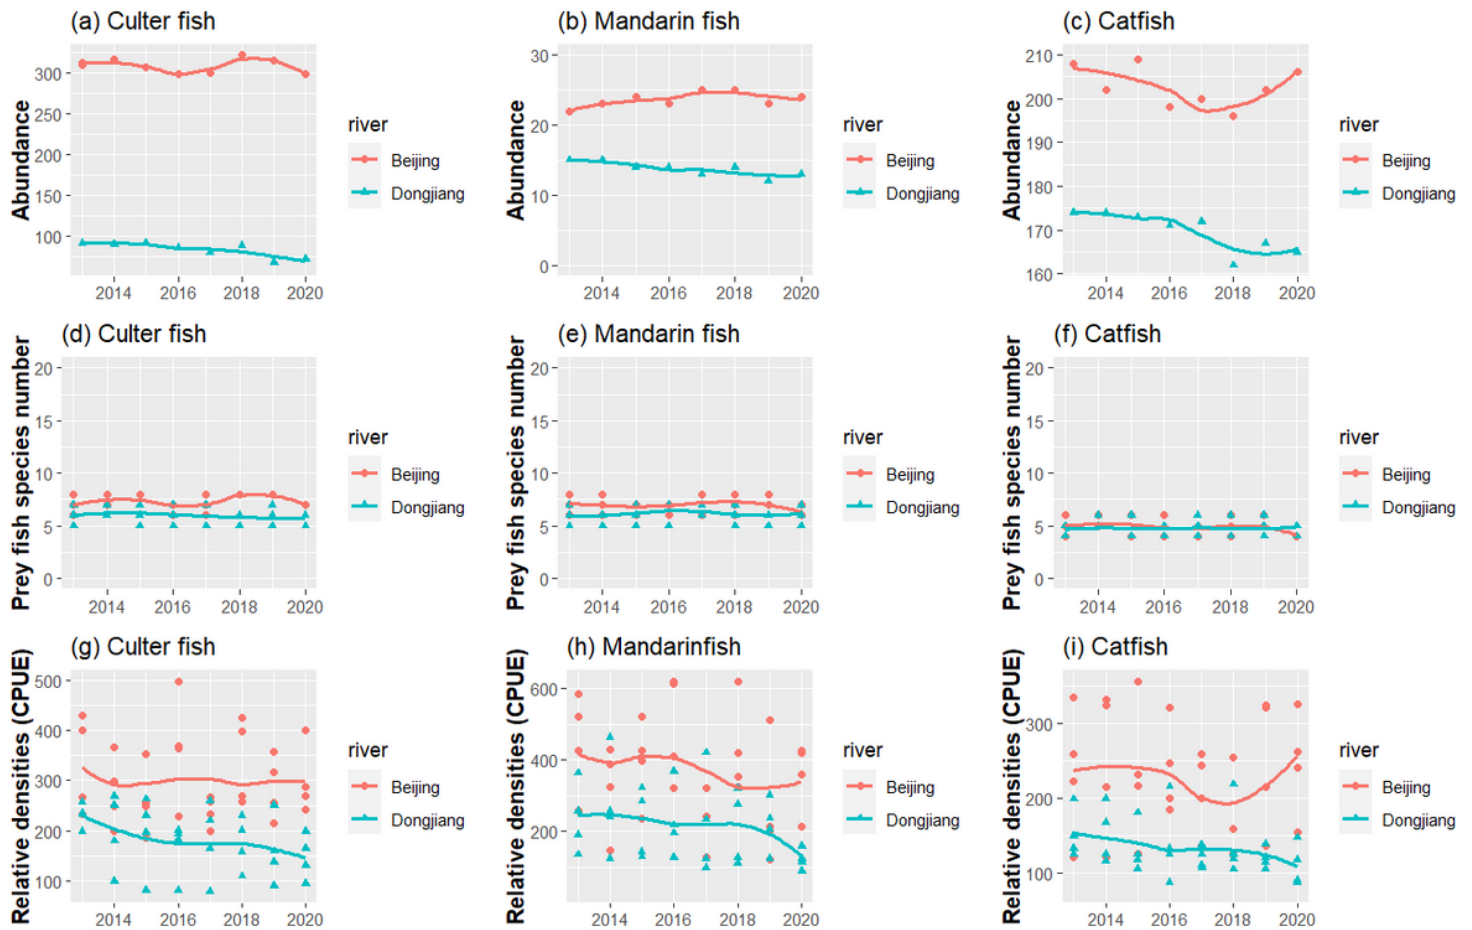 (a) Culter fish
Abundance
300
250
200
150
100
2014 2016 2018 2020
river
Beijing
Dongjiang
(b) Mandarin fish
Abundance
30
20
10
0
2014 2016 2018 2020
river
Beijing
Dongjiang
(c) Catfish
Abundance
210
200
190
180
170
160
2014 2016 2018 2020
river
Beijing
Dongjiang
(d) Culter fish
Prey fish species number
20
15
10
5
0
2014 2016 2018 2020
river
Beijing
Dongjiang
(e) Mandarin fish
Prey fish species number
20
15
10
5
0
2014 2016 2018 2020
river
Beijing
Dongjiang
(f) Catfish
Prey fish species number
20
15
10
5
0
2014 2016 2018 2020
river
Beijing
Dongjiang
(g) Culter fish
Relative densities (CPUE)
500
400
300
200
100
2014 2016 2018 2020
river
Beijing
Dongjiang
(h) Mandarinfish
Relative densities (CPUE)
600
400
200
2014 2016 2018 2020
river
Beijing
Dongjiang
(i) Catfish
Relative densities (CPUE)
300
200
100
2014 2016 2018 2020
river
Beijing
Dongjiang